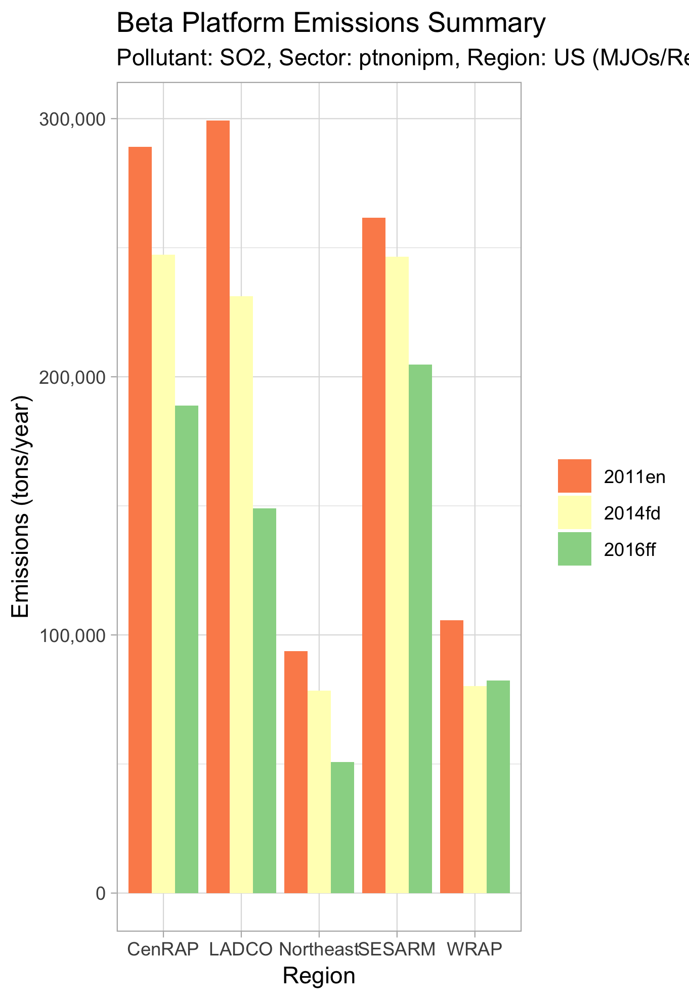 Beta Platform Emissions Summary
Pollutant: SO2, Sector: ptnonipm, Region: US (MJOs/Re
300,000
200,000
100,000
0
Emissions (tons/year)
CenRAP LADCO Northeast SESARM WRAP
Region
2011en
2014fd
2016ff